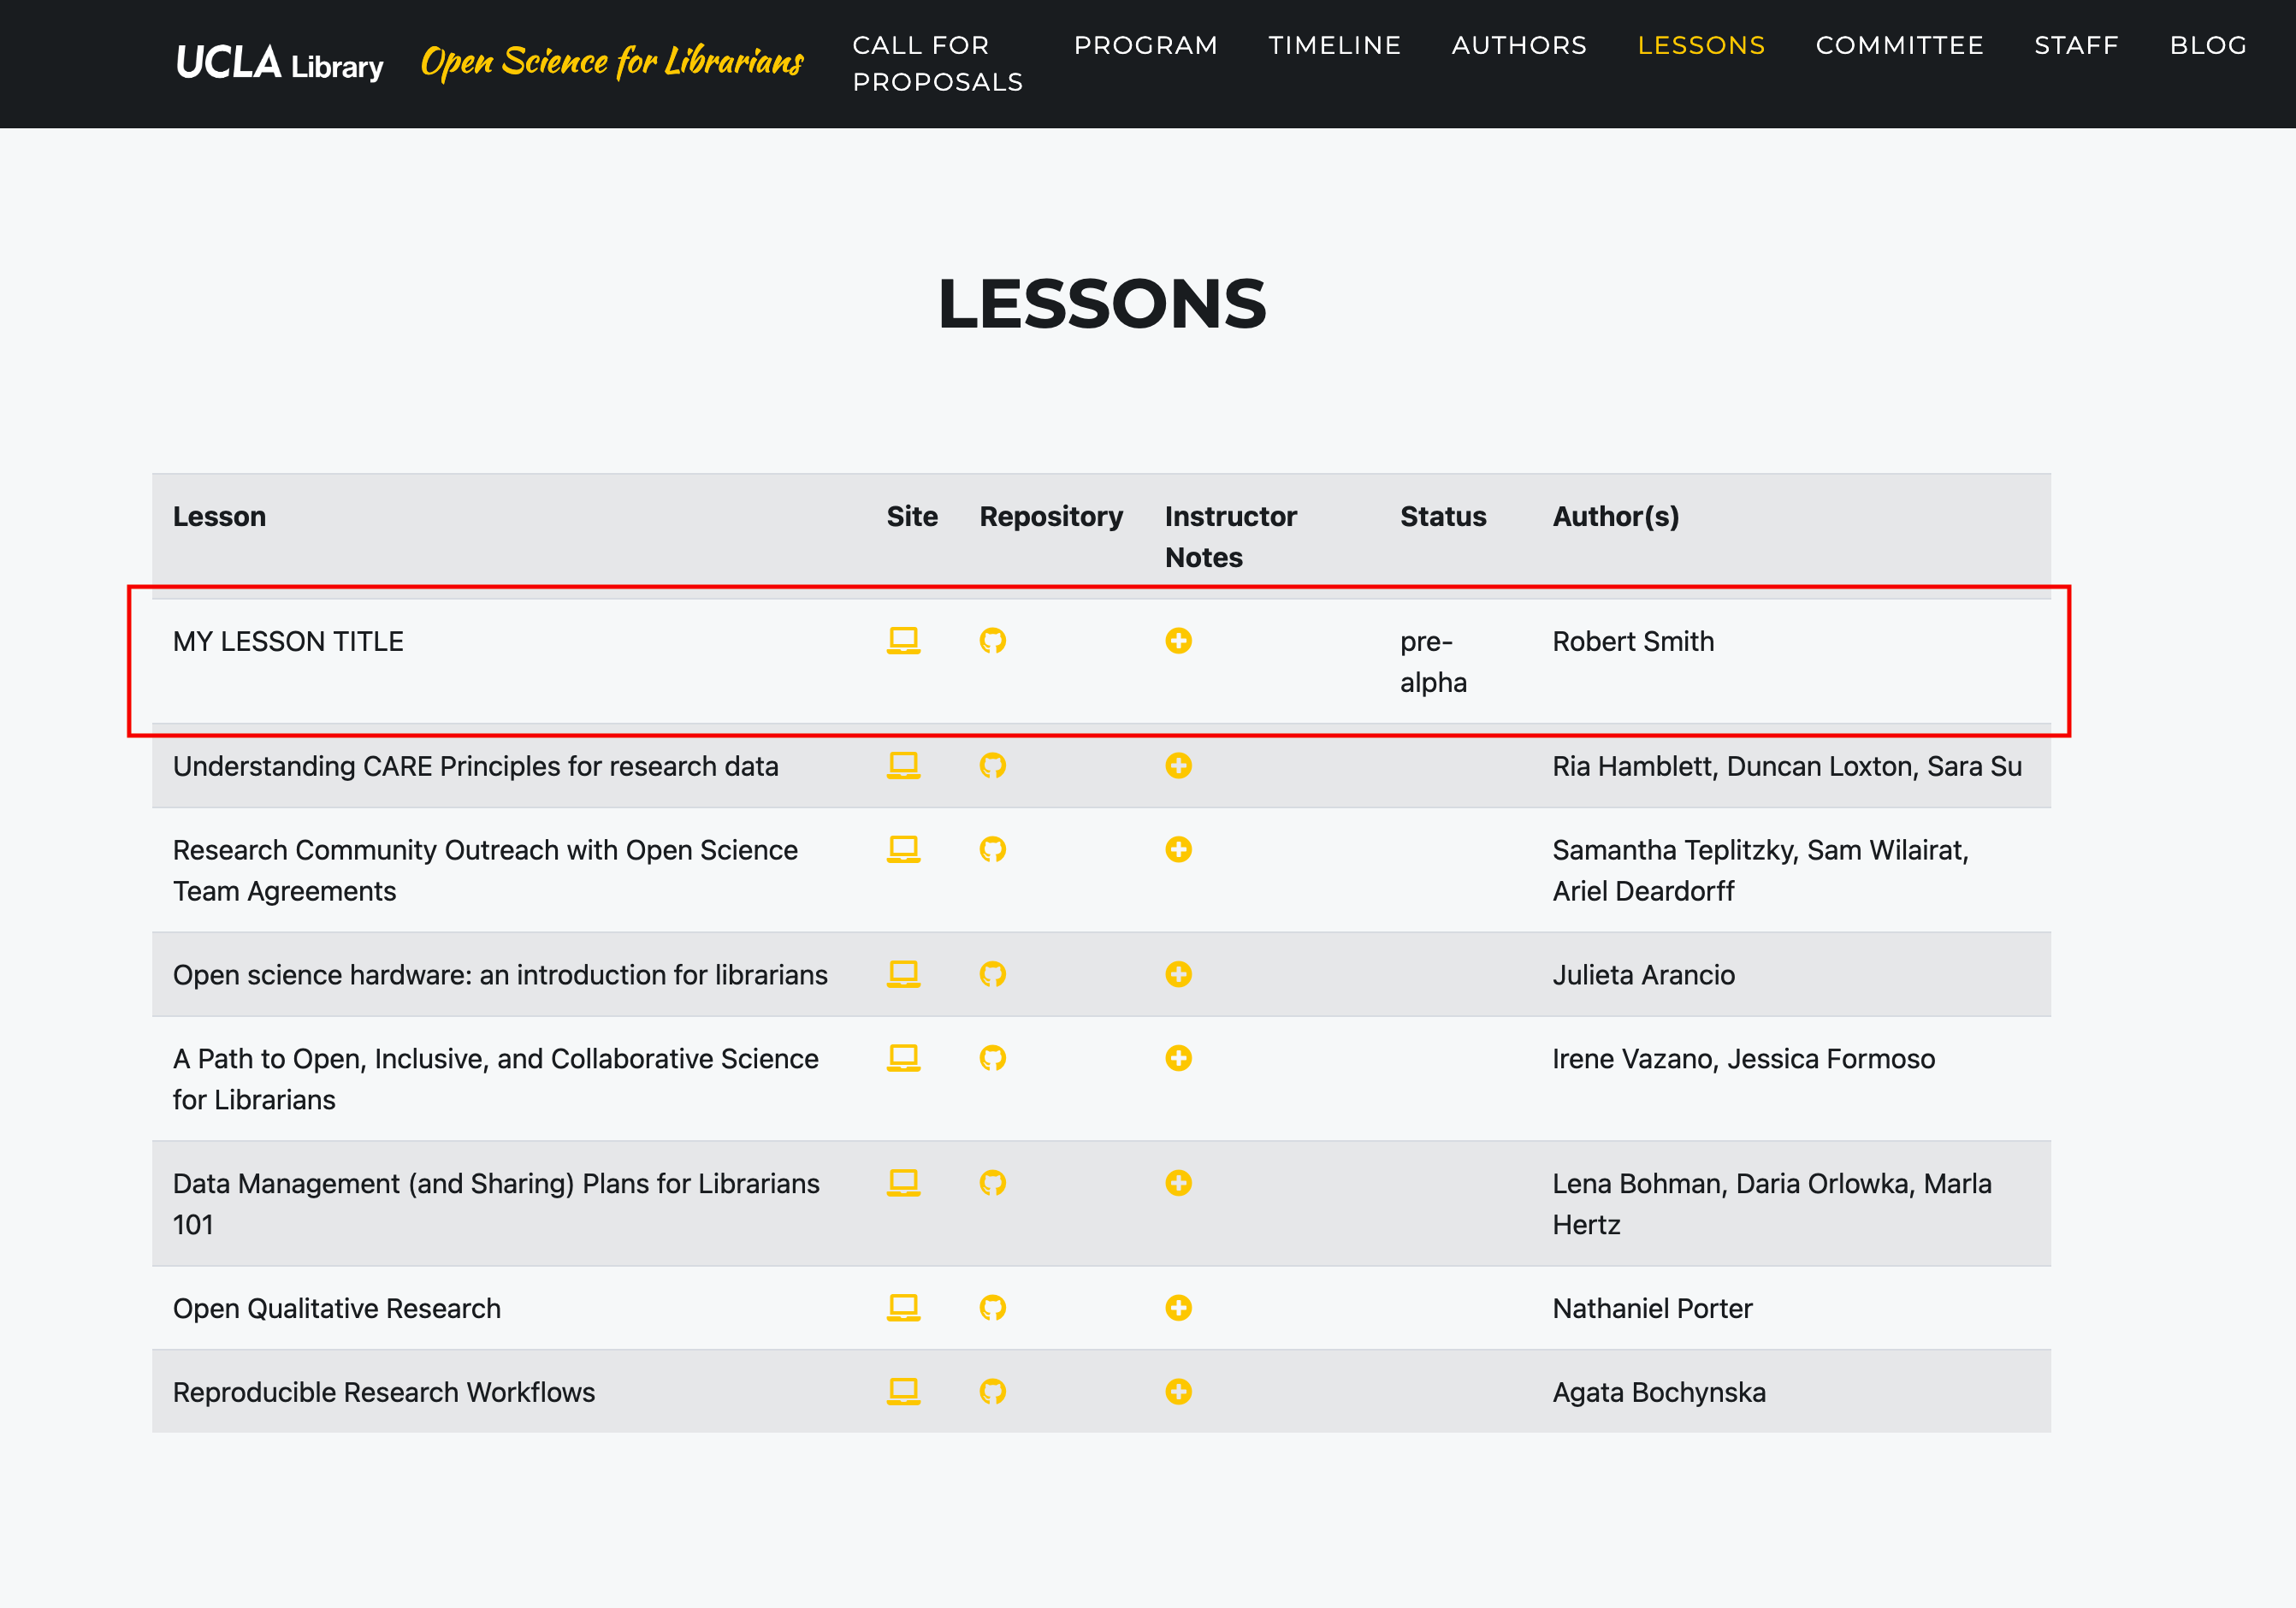 UCLA Library Open Science for Librarians CALL FOR PROPOSALS PROGRAM TIMELINE AUTHORS LESSONS COMMITTEE STAFF BLOG
LESSONS
Lesson Site Repository Instructor Notes Status Author(s)
MY LESSON TITLE pre-alpha Robert Smith
Understanding CARE Principles for research data Ria Hamblett, Duncan Loxton, Sara Su
Research Community Outreach with Open Science Team Agreements Samantha Teplitzky, Sam Wilairat, Ariel Deardorff
Open science hardware: an introduction for librarians Julieta Arancio
A Path to Open, Inclusive, and Collaborative Science for Librarians Irene Vazano, Jessica Formoso
Data Management (and Sharing) Plans for Librarians 101 Lena Bohman, Daria Orlowka, Marla Hertz
Open Qualitative Research Nathaniel Porter
Reproducible Research Workflows Agata Bochynska